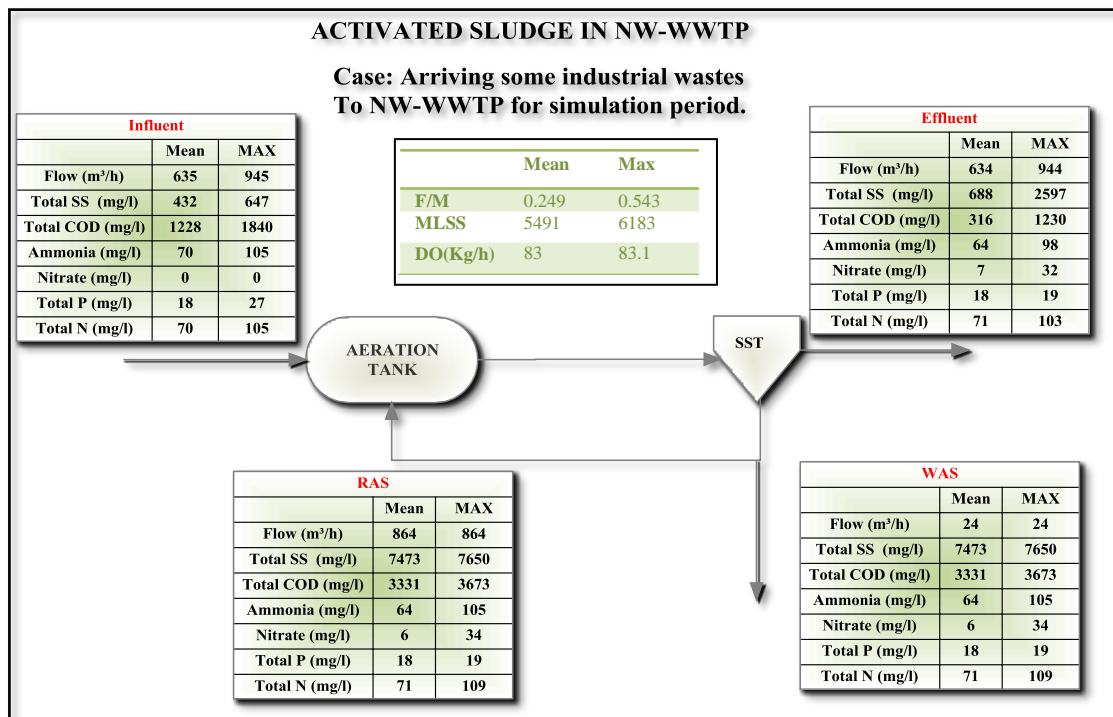 ACTIVATED SLUDGE IN NW-WWTP
Case: Arriving some industrial wastes
To NW-WWTP for simulation period.
Influent
Mean MAX
Flow (m³/h) 635 945
Total SS (mg/l) 432 647
Total COD (mg/l) 1228 1840
Ammonia (mg/l) 70 105
Nitrate (mg/l) 0 0
Total P (mg/l) 18 27
Total N (mg/l) 70 105
Mean Max
F/M 0.249 0.543
MLSS 5491 6183
DO(Kg/h) 83 83.1
Effluent
Mean MAX
Flow (m³/h) 634 944
Total SS (mg/l) 688 2597
Total COD (mg/l) 316 1230
Ammonia (mg/l) 64 98
Nitrate (mg/l) 7 32
Total P (mg/l) 18 19
Total N (mg/l) 71 103
AERATION
TANK
SST
RAS
Mean MAX
Flow (m³/h) 864 864
Total SS (mg/l) 7473 7650
Total COD (mg/l) 3331 3673
Ammonia (mg/l) 64 105
Nitrate (mg/l) 6 34
Total P (mg/l) 18 19
Total N (mg/l) 71 109
WAS
Mean MAX
Flow (m³/h) 24 24
Total SS (mg/l) 7473 7650
Total COD (mg/l) 3331 3673
Ammonia (mg/l) 64 105
Nitrate (mg/l) 6 34
Total P (mg/l) 18 19
Total N (mg/l) 71 109